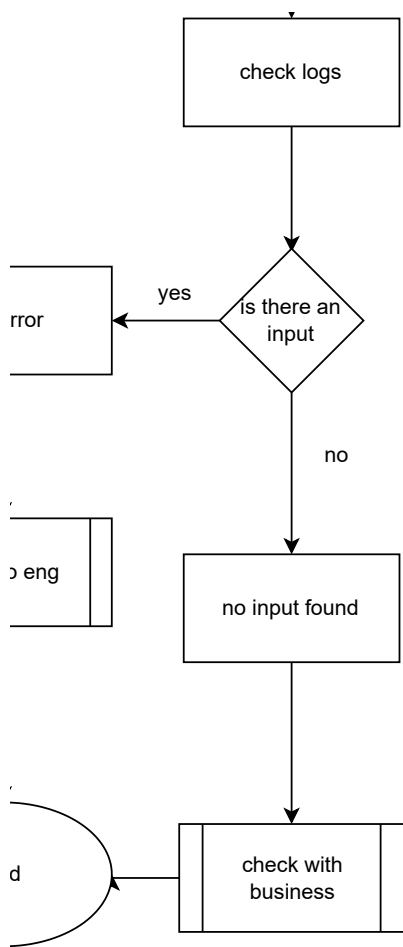 check logs
yes
is there an
input
rror
no
eng
no input found
check with
business
d